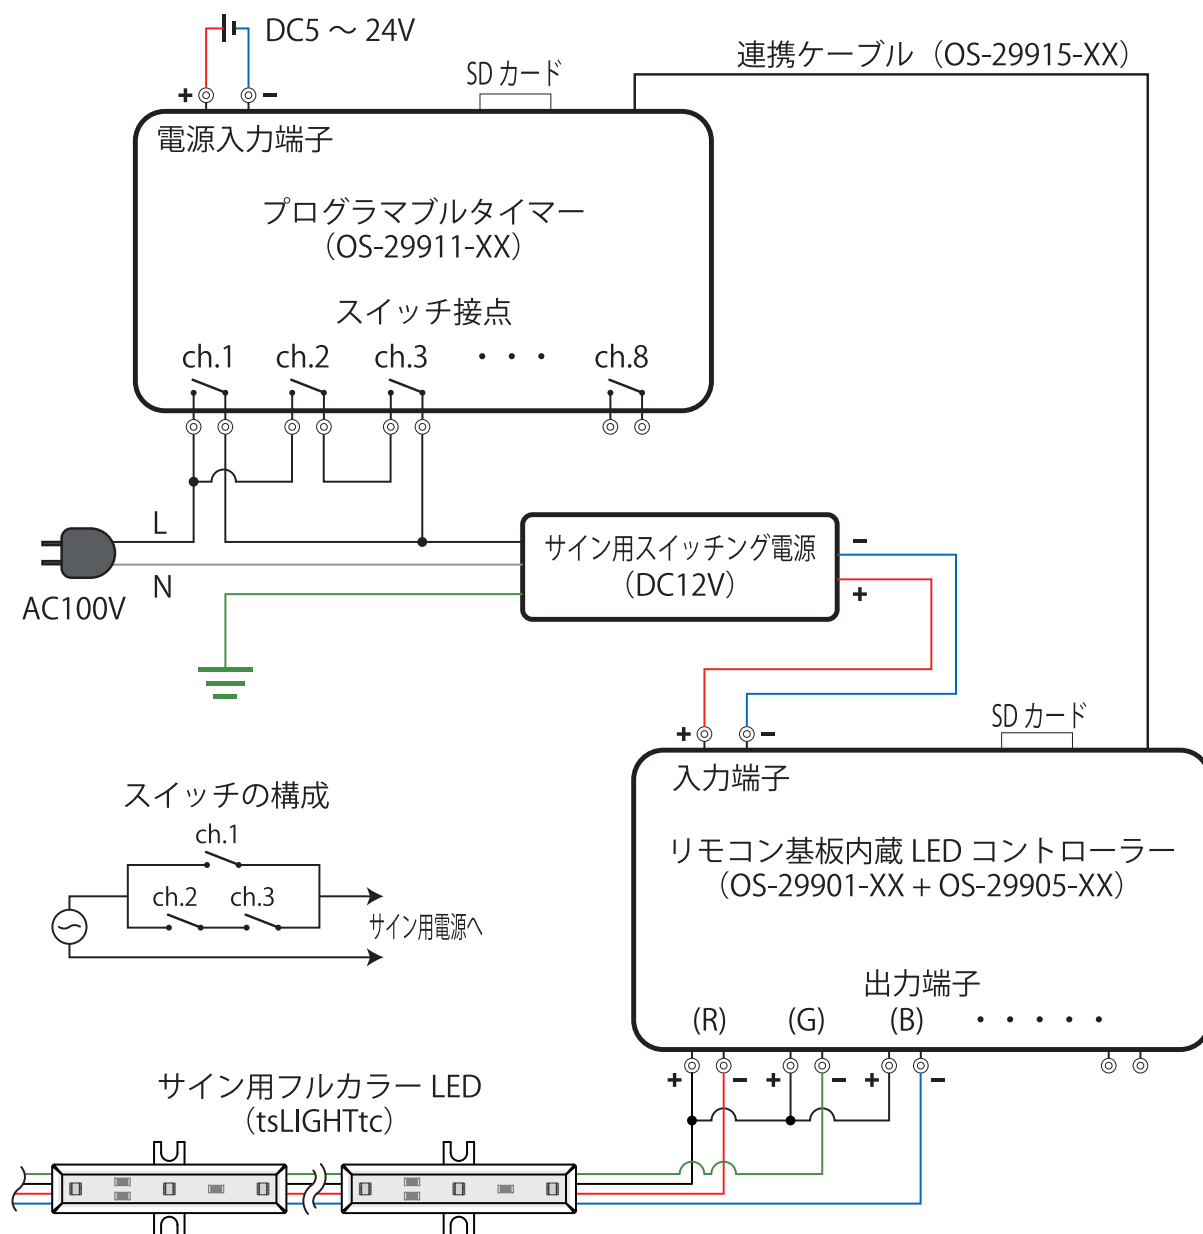 DC5 ～ 24V
連携ケーブル（OS-29915-XX）
SD カード
+ −
電源入力端子
プログラマブルタイマー
（OS-29911-XX）
スイッチ接点
ch.1 ch.2 ch.3 ・・・ ch.8
L
N
AC100V
サイン用スイッチング電源
（DC12V）
−
+
SD カード
+ −
入力端子
リモコン基板内蔵 LED コントローラー
（OS-29901-XX + OS-29905-XX）
出力端子
(R) (G) (B) ・・・・・
+ − + − + −
スイッチの構成
ch.1
ch.2 ch.3
サイン用電源へ
サイン用フルカラー LED
（tsLIGHTtc）